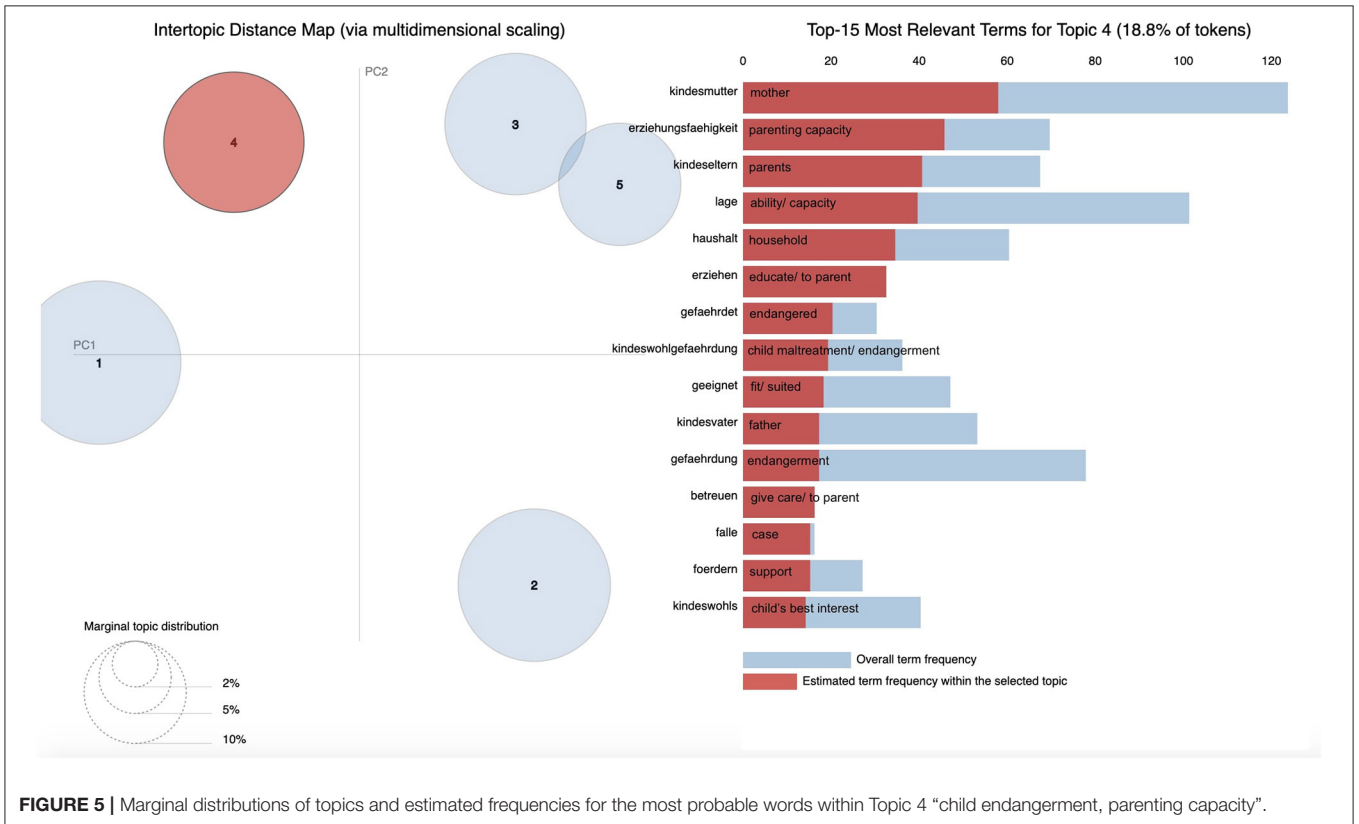 Intertopic Distance Map (via multidimensional scaling)
PC2
4
3
5
PC1
1
2
Marginal topic distribution
2%
5%
10%
Top-15 Most Relevant Terms for Topic 4 (18.8% of tokens)
0 20 40 60 80 100 120
kindesmutter mother
erziehungsfaehigkeit parenting capacity
kindeseltern parents
lage ability/ capacity
haushalt household
erziehen educate/ to parent
gefaehrdet endangered
kindeswohlgefaehrdung child maltreatment/ endangerment
geeignet fit/ suited
kindesvater father
gefaehrdung endangerment
betreuen give care/ to parent
falle case
foerdern support
kindeswohls child's best interest
Overall term frequency
Estimated term frequency within the selected topic
FIGURE 5 | Marginal distributions of topics and estimated frequencies for the most probable words within Topic 4 “child endangerment, parenting capacity”.